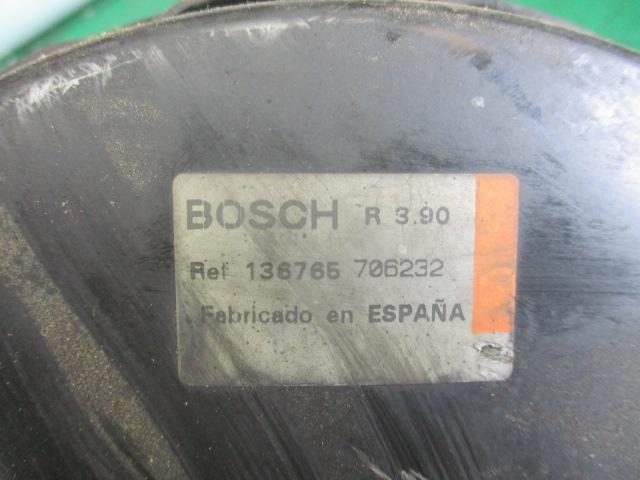 BOSCH R 3.90
Ref 136765 706232
Fabricado en ESPAÑA